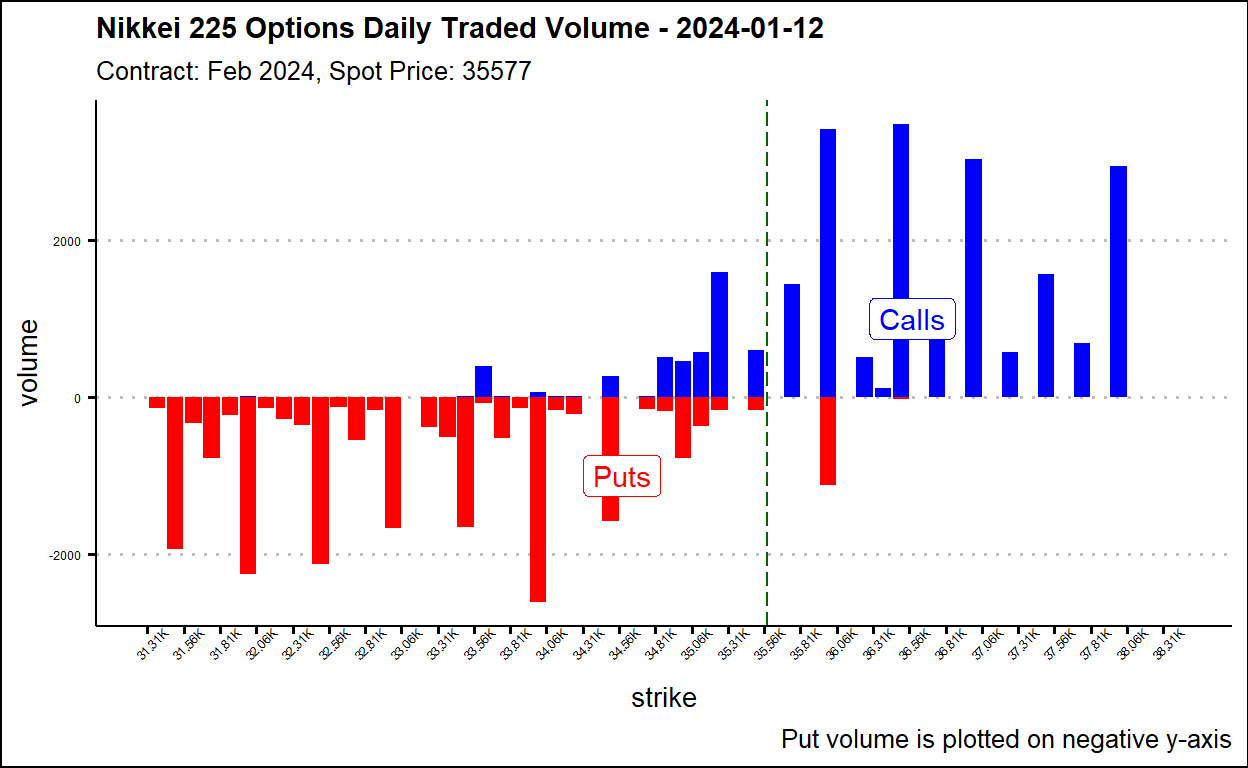 Nikkei 225 Options Daily Traded Volume - 2024-01-12
Contract: Feb 2024, Spot Price: 35577
volume
2000
0
-2000
Calls
Puts
31.31K 31.56K 31.81K 32.06K 32.31K 32.56K 32.81K 33.06K 33.31K 33.56K 33.81K 34.06K 34.31K 34.56K 34.81K 35.06K 35.31K 35.56K 35.81K 36.06K 36.31K 36.56K 36.81K 37.06K 37.31K 37.56K 37.81K 38.06K 38.31K
strike
Put volume is plotted on negative y-axis